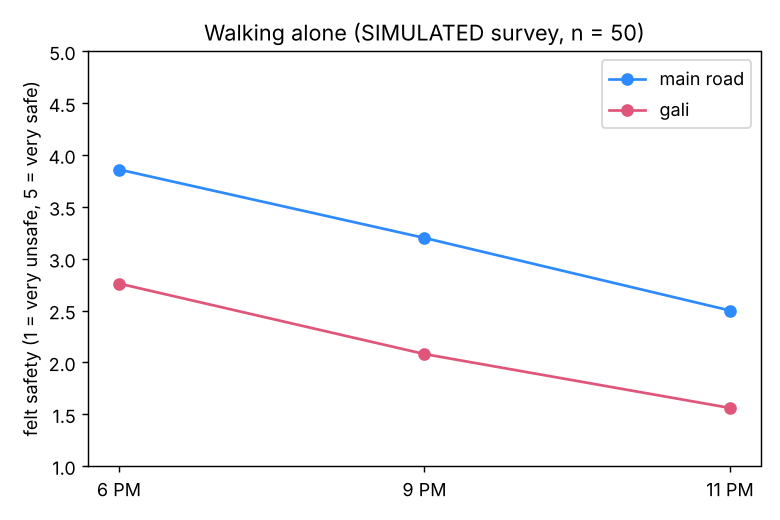 Walking alone (SIMULATED survey, n = 50)
felt safety (1 = very unsafe, 5 = very safe)
5.0
4.5
4.0
3.5
3.0
2.5
2.0
1.5
1.0
main road
gali
6 PM
9 PM
11 PM